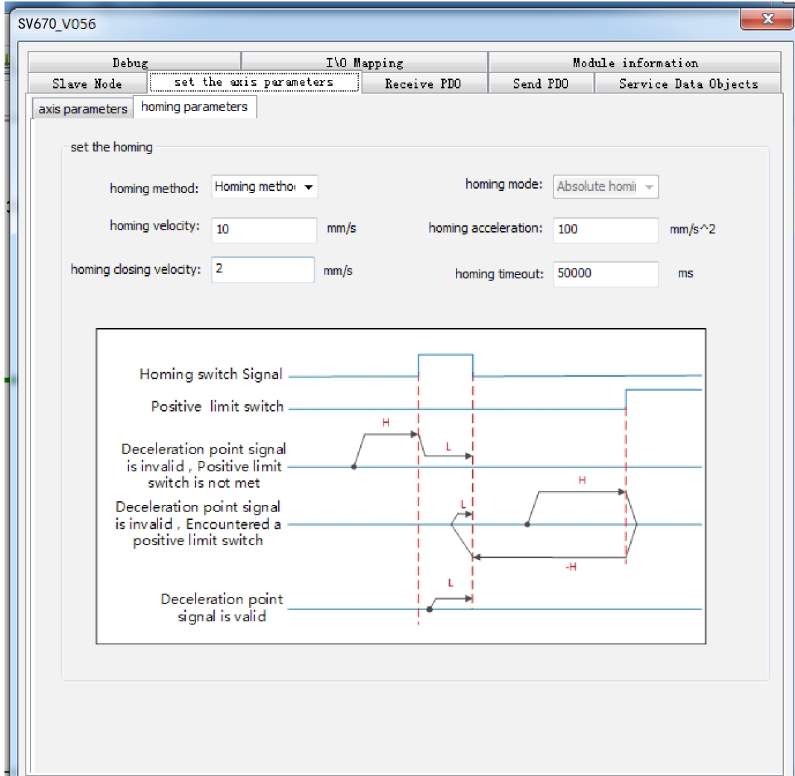 SV670_V056
Debug I\O Mapping Module information
Slave Node set the axis parameters Receive PDO Send PDO Service Data Objects
axis parameters homing parameters
set the homing
homing method: Homing metho homing mode: Absolute homi
homing velocity: 10 mm/s homing acceleration: 100 mm/s^2
homing closing velocity: 2 mm/s homing timeout: 50000 ms
Homing switch Signal
Positive limit switch
H
L
Deceleration point signal
is invalid , Positive limit
switch is not met
H
L
Deceleration point signal
is invalid , Encountered a
positive limit switch
-H
L
Deceleration point
signal is valid